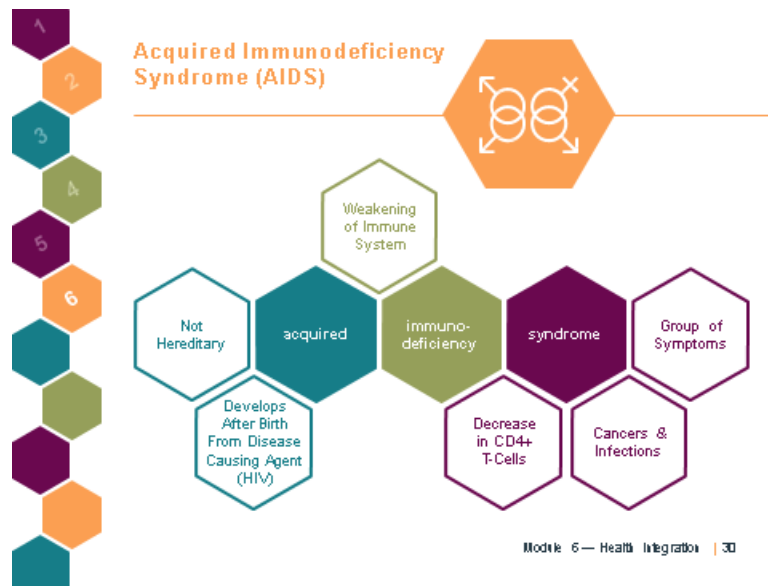 1
2
3
4
5
6
Acquired Immunodeficiency
Syndrome (AIDS)
Weakening
of Immune
System
Not
Hereditary
acquired
immuno-
deficiency
syndrome
Group of
Symptoms
Develops
After Birth
From Disease
Causing Agent
(HIV)
Decrease
in CD4+
T-Cells
Cancers &
Infections
Module 6 — Health Integration | 30